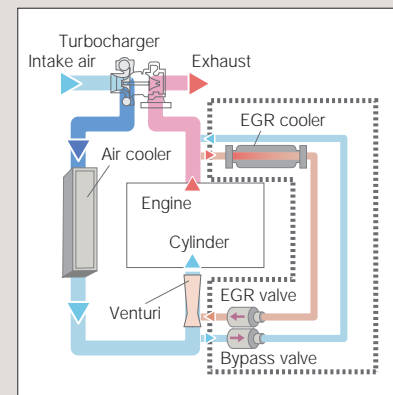 Turbocharger
Intake air
Exhaust
EGR cooler
Air cooler
Engine
Cylinder
EGR valve
Venturi
Bypass valve